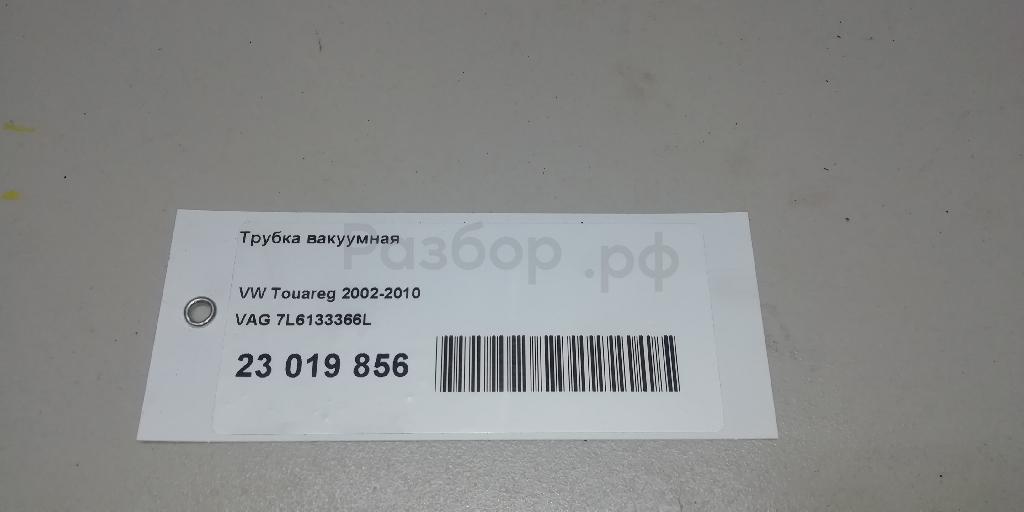 Трубка вакуумная
Разбор.рф
VW Touareg 2002-2010
VAG 7L6133366L
23 019 856